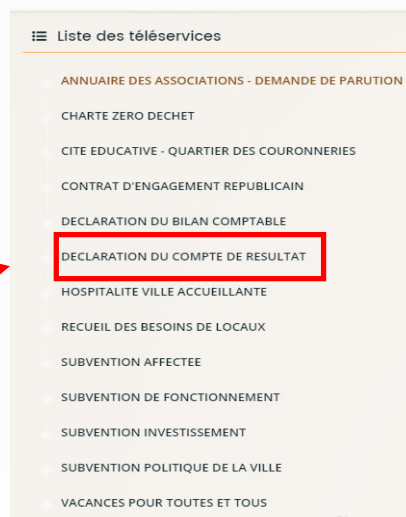 Liste des téléservices
ANNUAIRE DES ASSOCIATIONS - DEMANDE DE PARUTION
CHARTE ZERO DECHET
CITE EDUCATIVE - QUARTIER DES COURONNERIES
CONTRAT D'ENGAGEMENT REPUBLICAIN
DECLARATION DU BILAN COMPTABLE
DECLARATION DU COMPTE DE RESULTAT
HOSPITALITE VILLE ACCUEILLANTE
RECUEIL DES BESOINS DE LOCAUX
SUBVENTION AFFECTEE
SUBVENTION DE FONCTIONNEMENT
SUBVENTION INVESTISSEMENT
SUBVENTION POLITIQUE DE LA VILLE
VACANCES POUR TOUTES ET TOUS